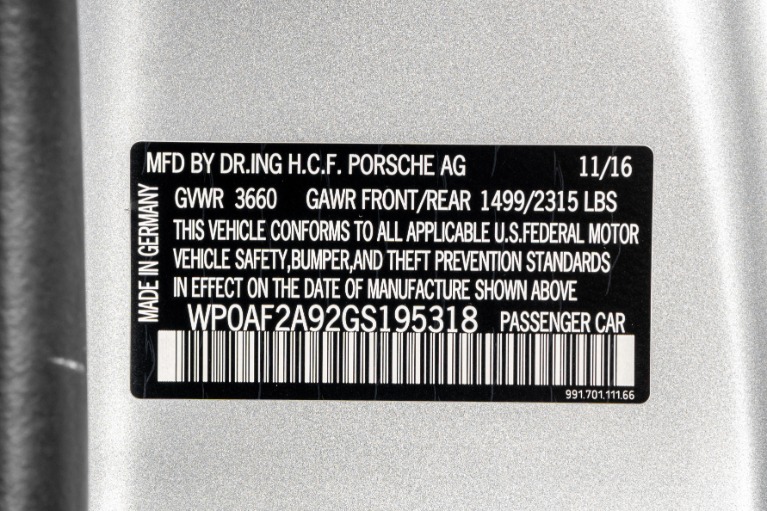 MFD BY DR.ING H.C.F. PORSCHE AG 11/16
GVWR 3660 GAWR FRONT/REAR 1499/2315 LBS
THIS VEHICLE CONFORMS TO ALL APPLICABLE U.S.FEDERAL MOTOR
VEHICLE SAFETY,BUMPER,AND THEFT PREVENTION STANDARDS
IN EFFECT ON THE DATE OF MANUFACTURE SHOWN ABOVE
WP0AF2A92GS195318 PASSENGER CAR
991.701.111.66
MADE IN GERMANY